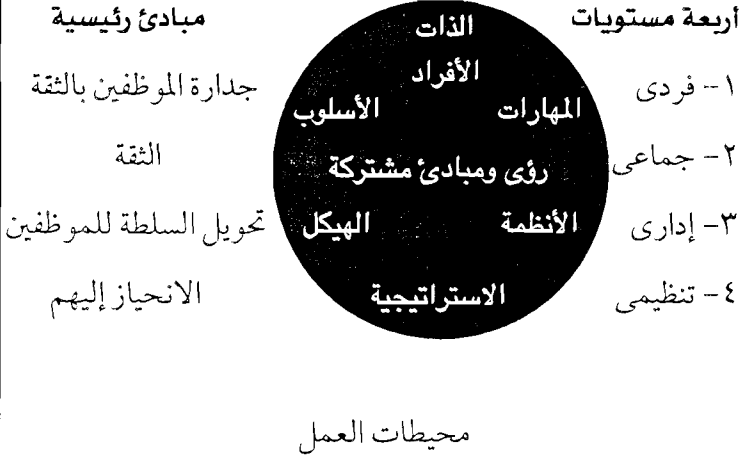 أربعة مستويات
١- فردى
٢- جماعى
٣- إدارى
٤- تنظيمى
الذات
الأفراد
المهارات الأسلوب
رؤى ومبادئ مشتركة
الأنظمة الهيكل
الاستراتيجية
مبادئ رئيسية
جدارة الموظفين بالثقة
الثقة
تحويل السلطة للموظفين
الانحياز إليهم
محيطات العمل